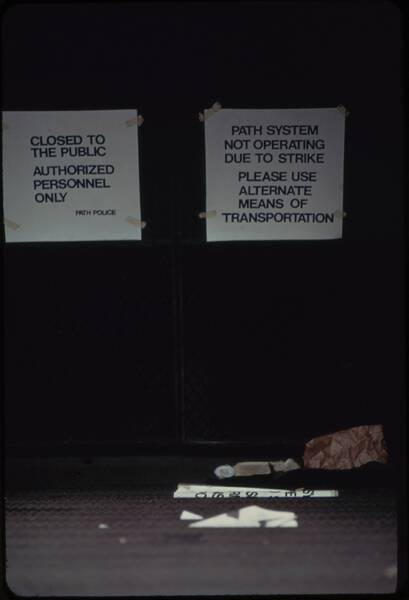 CLOSED TO
THE PUBLIC
AUTHORIZED
PERSONNEL
ONLY
PATH POLICE
PATH SYSTEM
NOT OPERATING
DUE TO STRIKE
PLEASE USE
ALTERNATE
MEANS OF
TRANSPORTATION